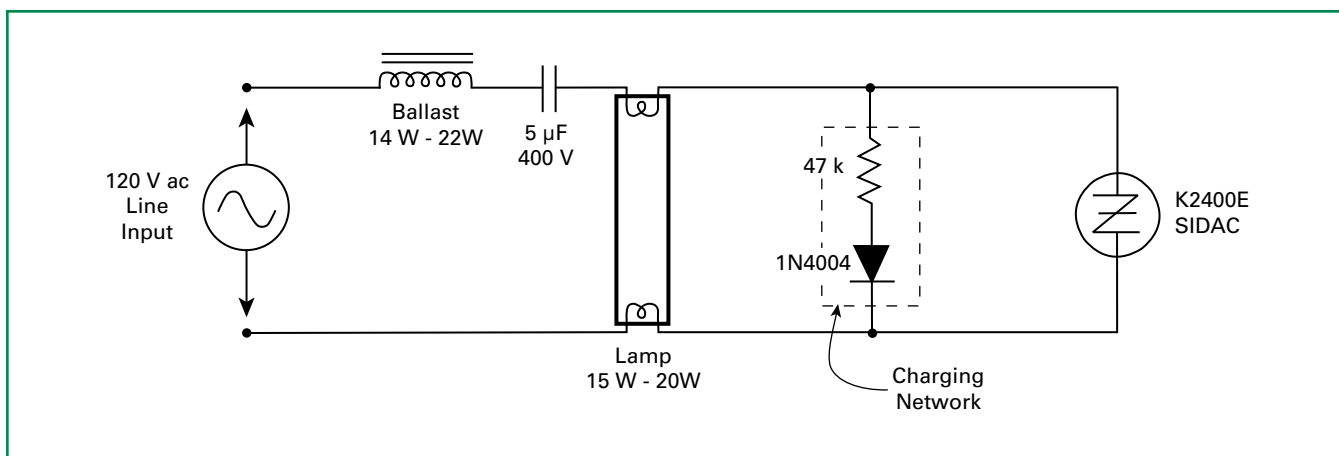 120 V ac
Line
Input
Ballast
14 W - 22W
5 µF
400 V
Lamp
15 W - 20W
47 k
1N4004
Charging
Network
K2400E
SIDAC